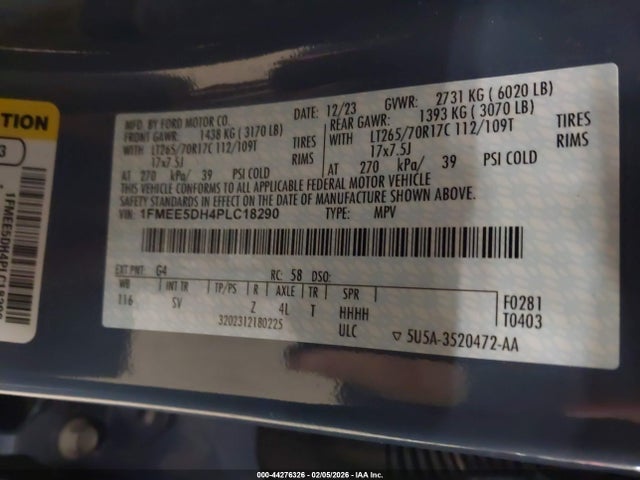 TION
3
1FMEE5DH4PLC18290
MFD. BY FORD MOTOR CO.
DATE: 12/23 GVWR: 2731 KG ( 6020 LB)
FRONT GAWR: 1438 KG ( 3170 LB)
REAR GAWR: 1393 KG ( 3070 LB)
WITH LT265/70R17C 112/109T TIRES
WITH LT265/70R17C 112/109T TIRES
17x7.5J RIMS
17x7.5J RIMS
AT 270 kPa/ 39 PSI COLD
AT 270 kPa/ 39 PSI COLD
THIS VEHICLE CONFORMS TO ALL APPLICABLE FEDERAL MOTOR VEHICLE
SAFETY STANDARDS IN EFFECT ON THE DATE OF MANUFACTURE SHOWN ABOVE.
VIN: 1FMEE5DH4PLC18290 TYPE: MPV
EXT PNT: G4 RC: 58 DSO:
WB INT TR TP/PS R AXLE TR SPR
116 SV Z 4L T HHHH
3202312180225 ULC
F0281
T0403
▽ 5U5A-3520472-AA
000-44276326 - 02/05/2026 - IAA Inc.